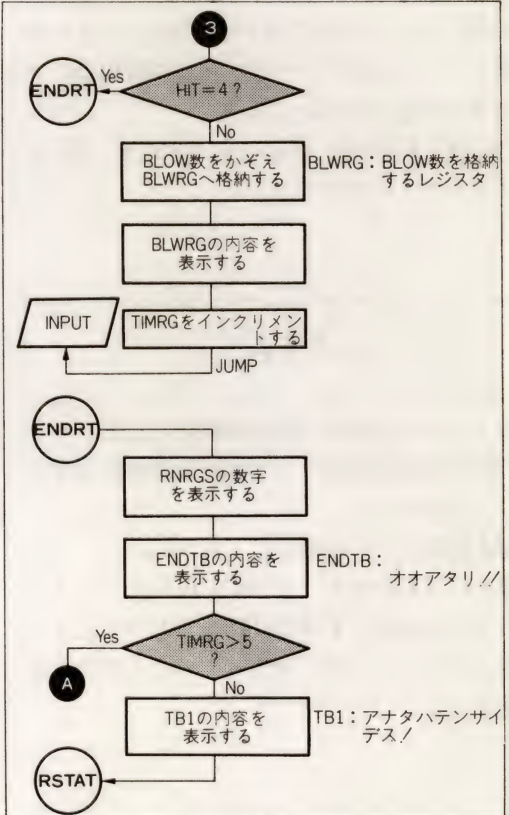 3
ENDRT
Yes
HIT=4?
No
BLOW数をかぞえ
BLWRGへ格納する
BLWRG：BLOW数を格納
するレジスタ
BLWRGの内容を
表示する
INPUT
TIMRGをインクリメン
トする
JUMP
ENDRT
RNRGSの数字
を表示する
ENDTBの内容を
表示する
ENDTB：
オオアタリ!!
Yes
TIMRG>5
?
A
No
TB1の内容を
表示する
TB1：アナタハテンサイ
デス!
RSTAT